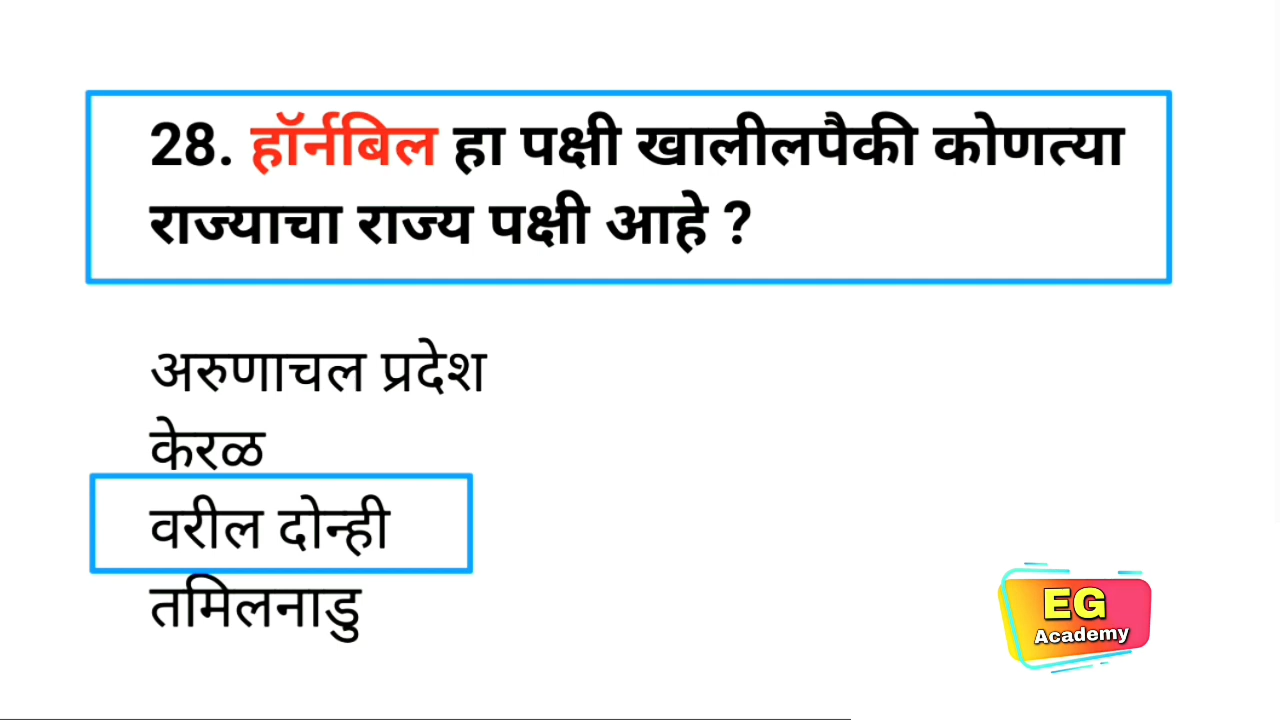 28. हॉर्नबिल हा पक्षी खालीलपैकी कोणत्या
राज्याचा राज्य पक्षी आहे ?
अरुणाचल प्रदेश
केरळ
वरील दोन्ही
तमिलनाडु
EG
Academy